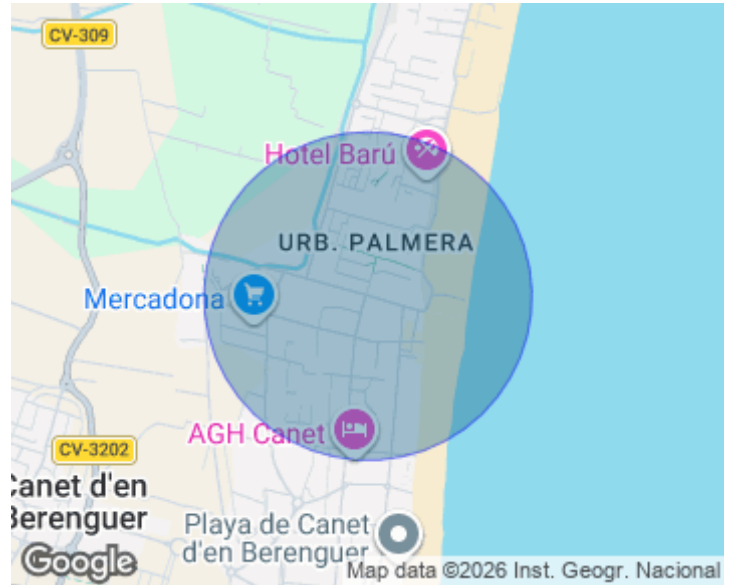 CV-309
Hotel Barú
URB. PALMERA
Mercadona
AGH Canet
CV-3202
Canet d'en
Berenguer
Playa de Canet
d'en Berenguer
Google
Map data ©2026 Inst. Geogr. Nacional